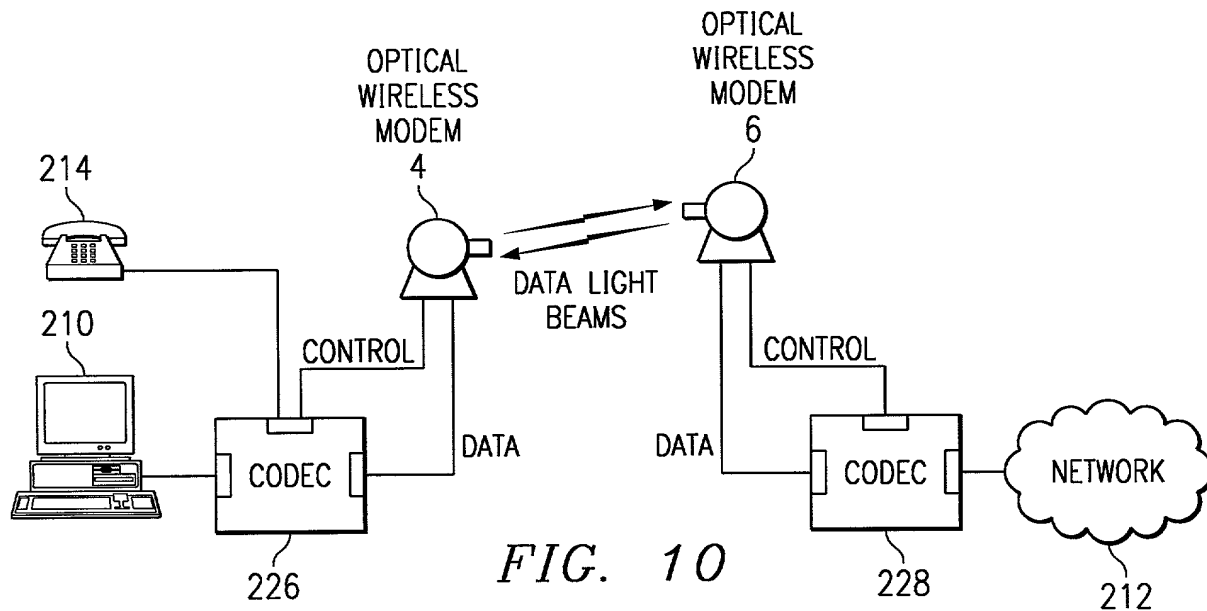 OPTICAL
WIRELESS
MODEM
4
OPTICAL
WIRELESS
MODEM
6
214
210
DATA LIGHT
BEAMS
CONTROL
CONTROL
DATA
DATA
CODEC
CODEC
NETWORK
226
228
212
FIG. 10